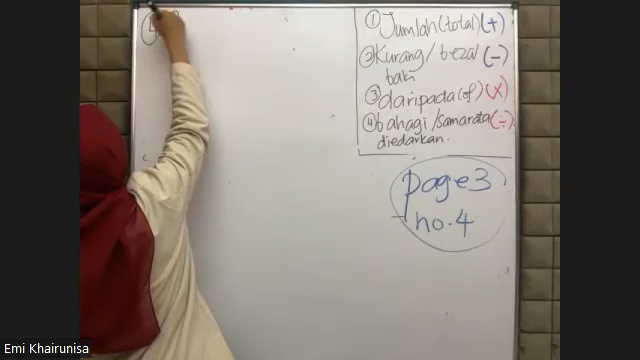 4
① Jumlah (total) (+)
② Kurang / beza (-)
baki
③ daripada (of) (×)
④ bahagi / samarata (÷)
diedarkan.
page 3
no. 4
Emi Khairunisa